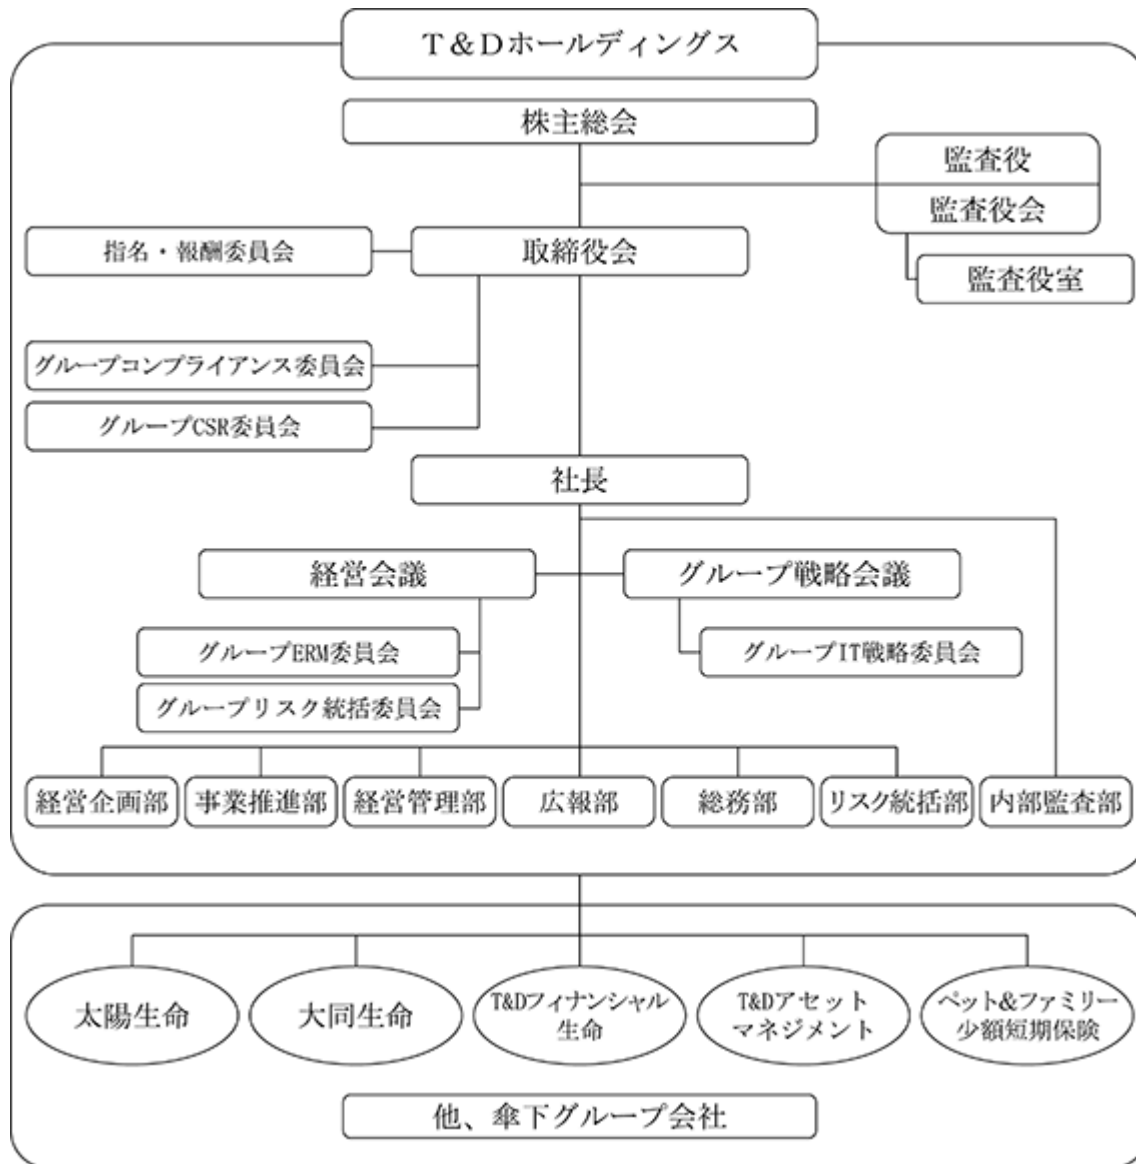 T&Dホールディングス
株主総会
監査役
監査役会
指名・報酬委員会
取締役会
監査役室
グループコンプライアンス委員会
グループCSR委員会
社長
経営会議
グループ戦略会議
グループERM委員会
グループIT戦略委員会
グループリスク統括委員会
経営企画部
事業推進部
経営管理部
広報部
総務部
リスク統括部
内部監査部
太陽生命
大同生命
T&Dフィナンシャル
生命
T&Dアセット
マネジメント
ペット&ファミリー
少額短期保険
他、傘下グループ会社